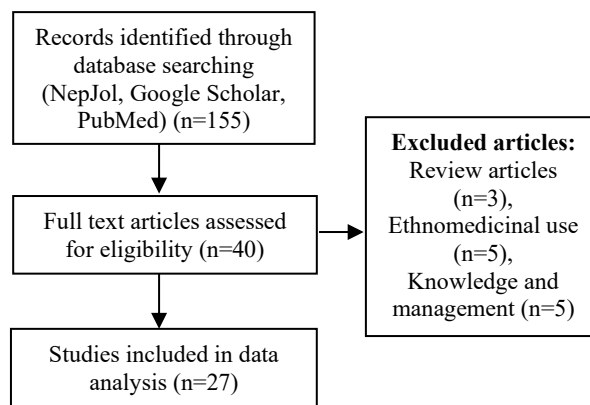 Records identified through
database searching
(NepJol, Google Scholar,
PubMed) (n=155)
Full text articles assessed
for eligibility (n=40)
Excluded articles:
Review articles
(n=3),
Ethnomedicinal use
(n=5),
Knowledge and
management (n=5)
Studies included in data
analysis (n=27)